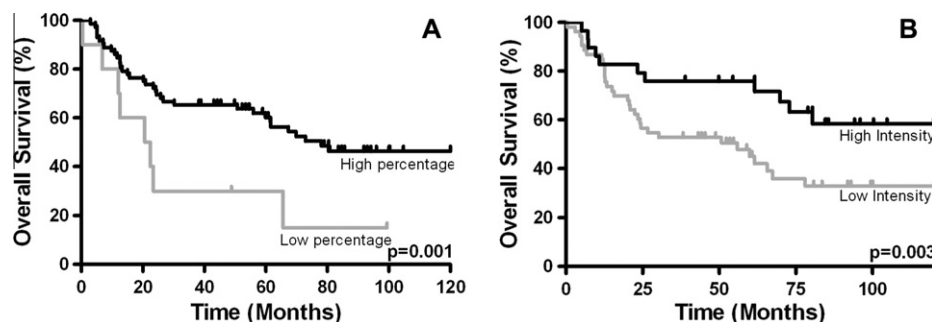 A
Overall Survival (%)
100
80
60
40
20
0
High percentage
Low percentage
p=0.001
0 20 40 60 80 100 120
Time (Months)
B
Overall Survival (%)
100
80
60
40
20
0
High Intensity
Low Intensity
p=0.003
0 25 50 75 100
Time (Months)